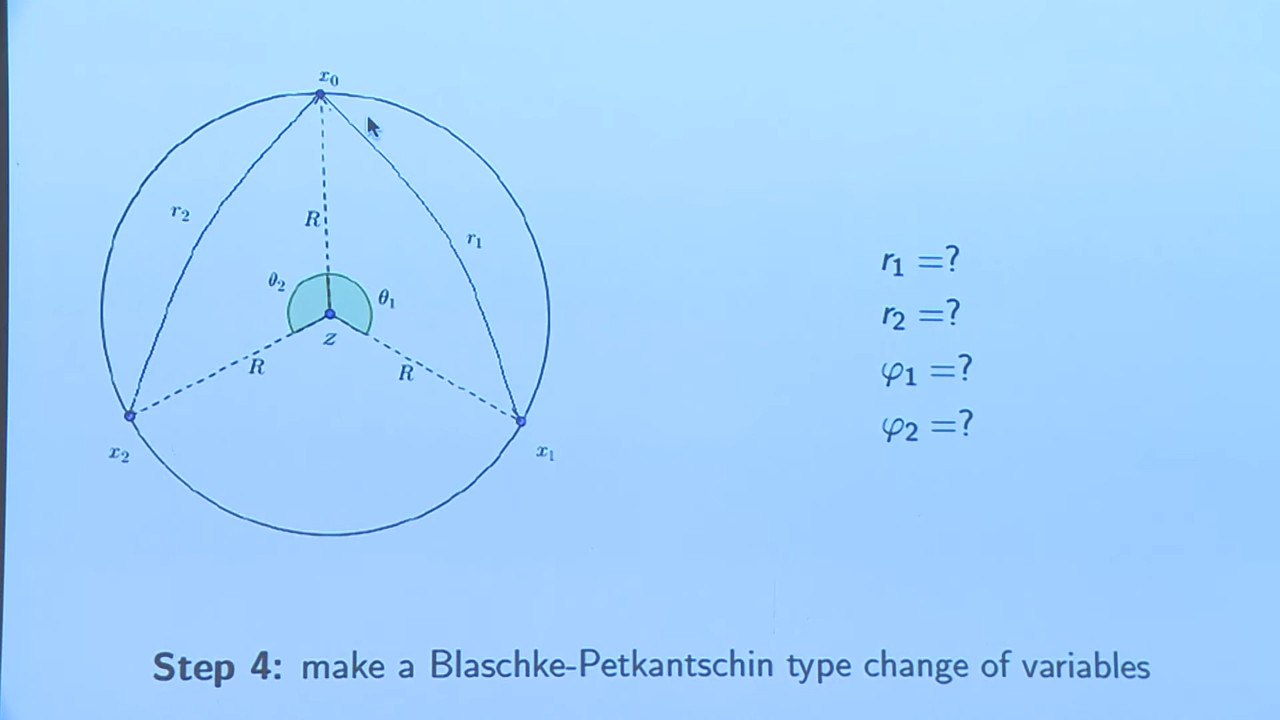 x₀
r₂
R
r₁
θ₂
θ₁
z
R
R
x₂
x₁
r₁ =?
r₂ =?
φ₁ =?
φ₂ =?
Step 4: make a Blaschke-Petkantschin type change of variables